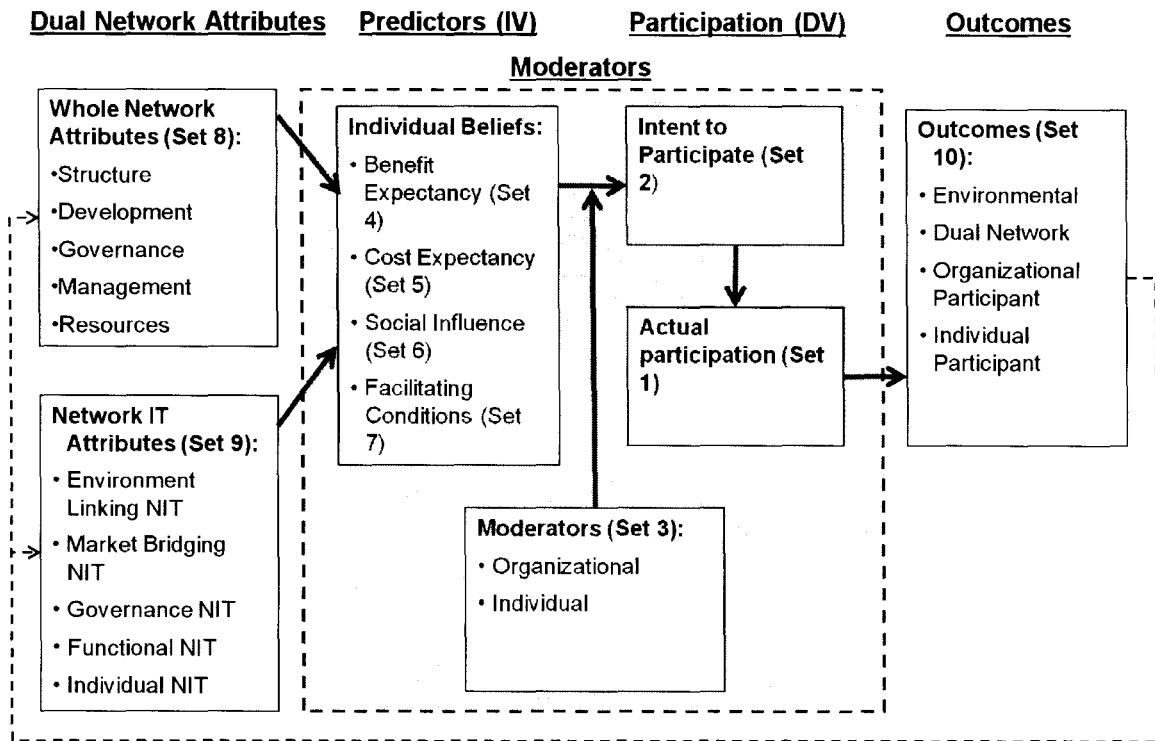 Dual Network Attributes
Predictors (IV)
Participation (DV)
Outcomes
Moderators
Whole Network
Attributes (Set 8):
•Structure
•Development
•Governance
•Management
•Resources
Network IT
Attributes (Set 9):
• Environment
Linking NIT
• Market Bridging
NIT
• Governance NIT
• Functional NIT
• Individual NIT
Individual Beliefs:
• Benefit
Expectancy (Set
4)
• Cost Expectancy
(Set 5)
• Social Influence
(Set 6)
• Facilitating
Conditions (Set
7)
Intent to
Participate (Set
2)
Actual
participation (Set
1)
Moderators (Set 3):
• Organizational
• Individual
Outcomes (Set
10):
• Environmental
• Dual Network
• Organizational
Participant
• Individual
Participant